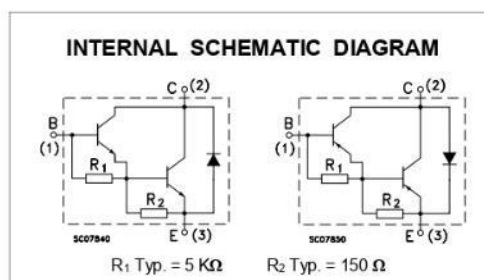 INTERNAL SCHEMATIC DIAGRAM
C (2) C (2)
B B
(1) (1)
R1 R1
R2 R2
SC07840 E (3) SC07850 E (3)
R1 Typ. = 5 KΩ R2 Typ. = 150 Ω